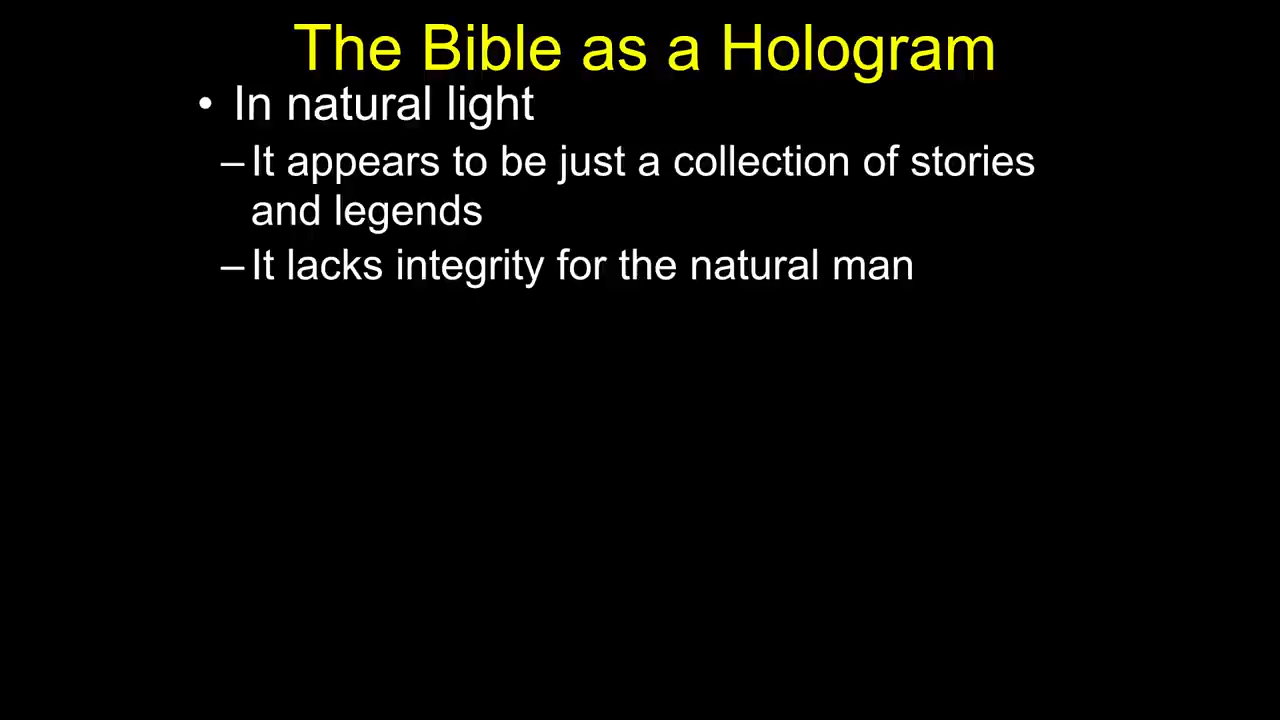 The Bible as a Hologram
• In natural light
– It appears to be just a collection of stories
and legends
– It lacks integrity for the natural man